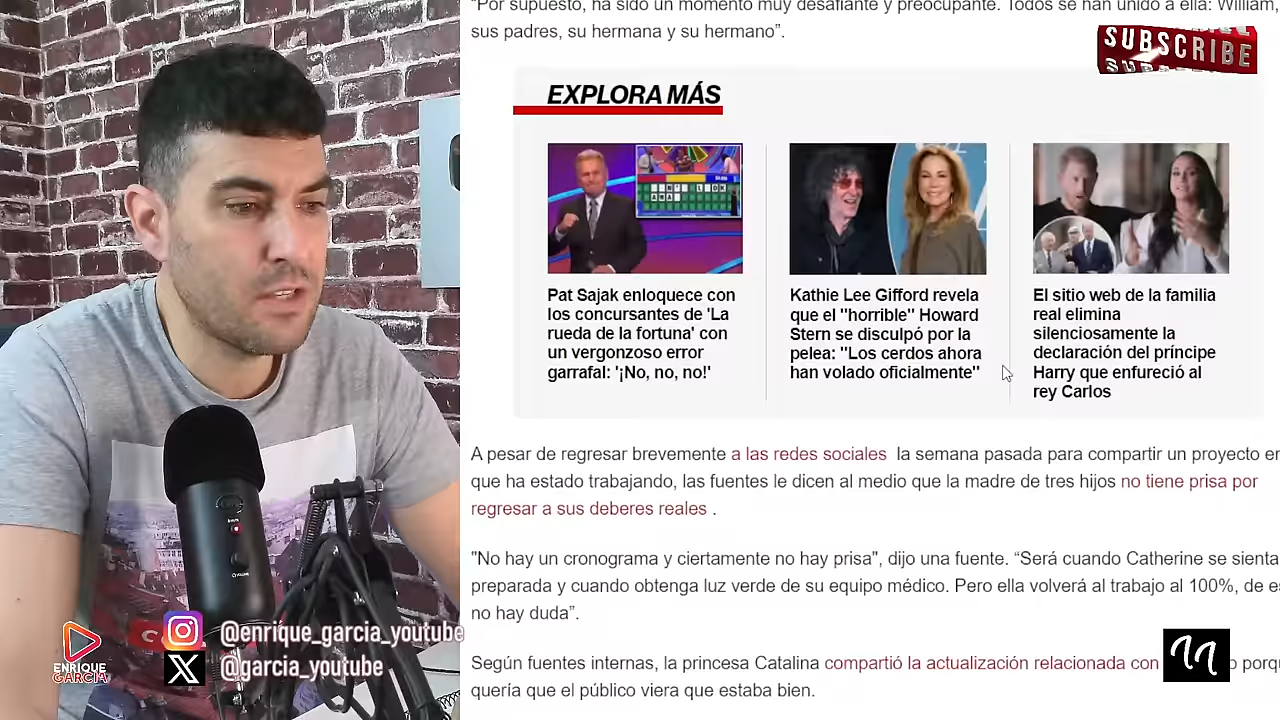 "Por supuesto, ha sido un momento muy desafiante y preocupante. Todos se han unido a ella: William,
sus padres, su hermana y su hermano”.
SUBSCRIBE
EXPLORA MÁS
Pat Sajak enloquece con
los concursantes de 'La
rueda de la fortuna' con
un vergonzoso error
garrafal: '¡No, no, no!'
Kathie Lee Gifford revela
que el "horrible" Howard
Stern se disculpó por la
pelea: "Los cerdos ahora
han volado oficialmente"
El sitio web de la familia
real elimina
silenciosamente la
declaración del príncipe
Harry que enfureció al
rey Carlos
A pesar de regresar brevemente a las redes sociales la semana pasada para compartir un proyecto en
que ha estado trabajando, las fuentes le dicen al medio que la madre de tres hijos no tiene prisa por
regresar a sus deberes reales .
"No hay un cronograma y ciertamente no hay prisa", dijo una fuente. “Será cuando Catherine se sienta
preparada y cuando obtenga luz verde de su equipo médico. Pero ella volverá al trabajo al 100%, de
no hay duda”.
Según fuentes internas, la princesa Catalina compartió la actualización relacionada con
quería que el público viera que estaba bien.
@enrique_garcia_youtube
@garcia_youtube
ENRIQUE
GARCIA